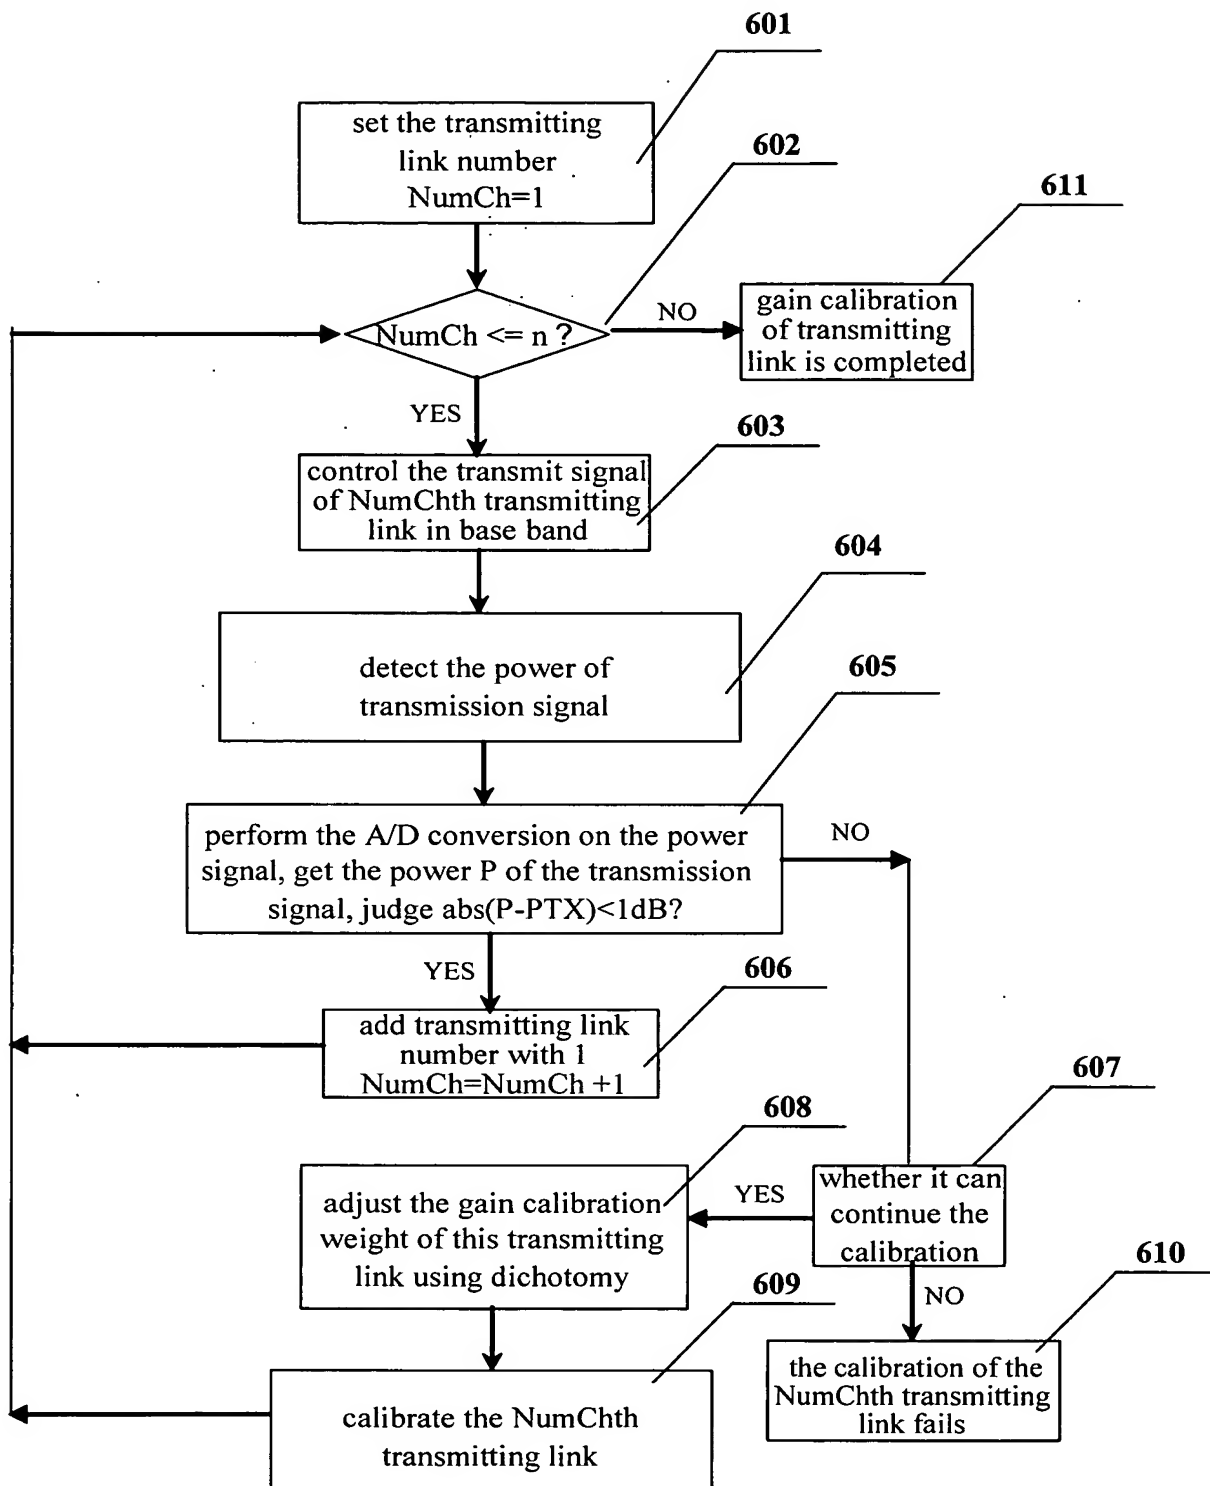 601
set the transmitting
link number
NumCh=1
602
611
NumCh <= n ?
NO
gain calibration
of transmitting
link is completed
YES
603
control the transmit signal
of NumChth transmitting
link in base band
604
detect the power of
transmission signal
605
perform the A/D conversion on the power
signal, get the power P of the transmission
signal, judge abs(P-PTX)<1dB?
NO
YES
606
add transmitting link
number with 1
NumCh=NumCh +1
607
608
adjust the gain calibration
weight of this transmitting
link using dichotomy
YES
whether it can
continue the
calibration
610
609
NO
the calibration of the
NumChth transmitting
link fails
calibrate the NumChth
transmitting link